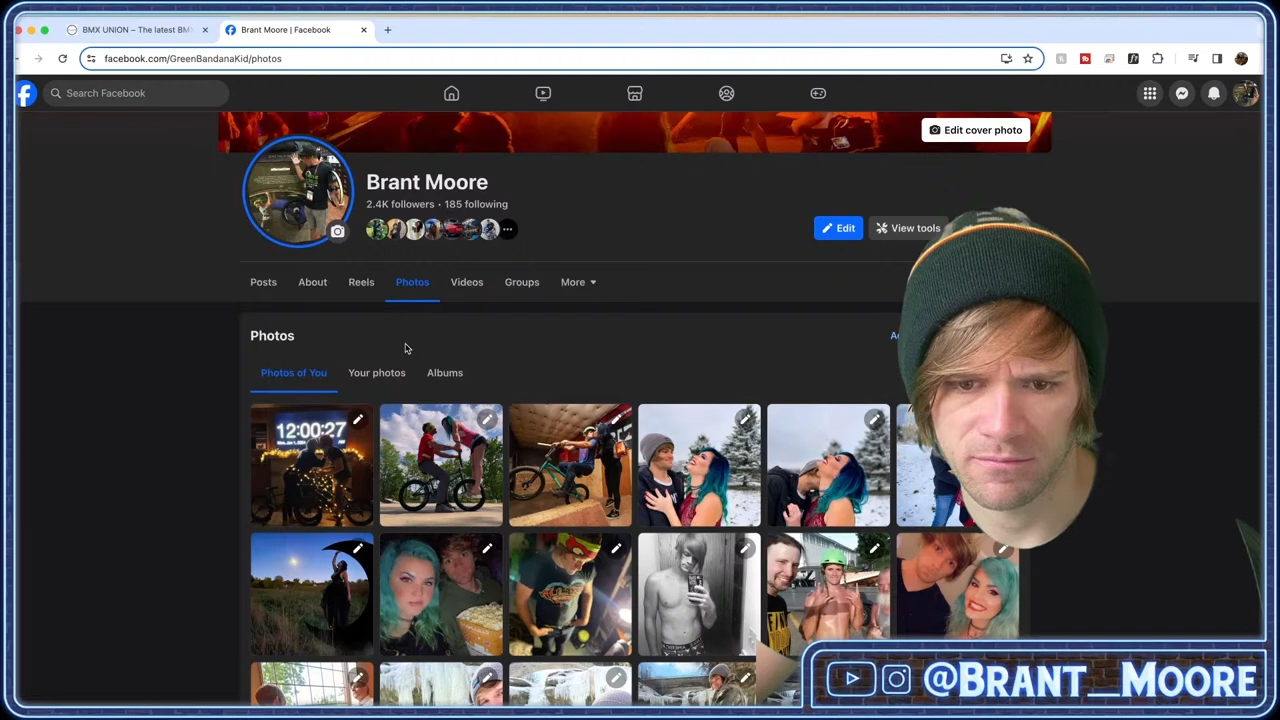 BMX UNION – The latest BM
Brant Moore | Facebook
facebook.com/GreenBandanaKid/photos
Search Facebook
Edit cover photo
Brant Moore
2.4K followers • 185 following
Edit
View tools
Posts
About
Reels
Photos
Videos
Groups
More
Photos
Photos of You
Your photos
Albums
12:00:27
@BRANT_MOORE